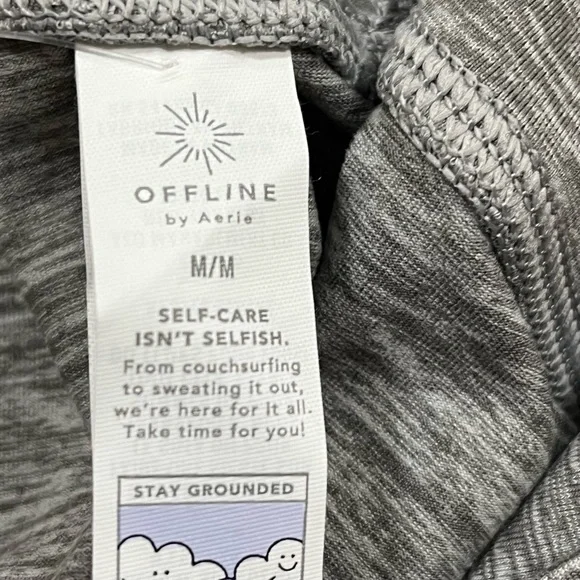 OFFLINE
by Aerie
M/M
SELF-CARE
ISN'T SELFISH.
From couchsurfing
to sweating it out,
we're here for it all.
Take time for you!
STAY GROUNDED